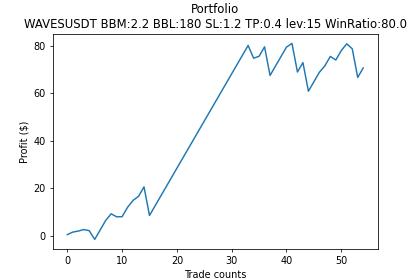 Portfolio
WAVESUSDT BBM:2.2 BBL:180 SL:1.2 TP:0.4 lev:15 WinRatio:80.0
80
60
40
20
0
Profit ($)
0 10 20 30 40 50
Trade counts